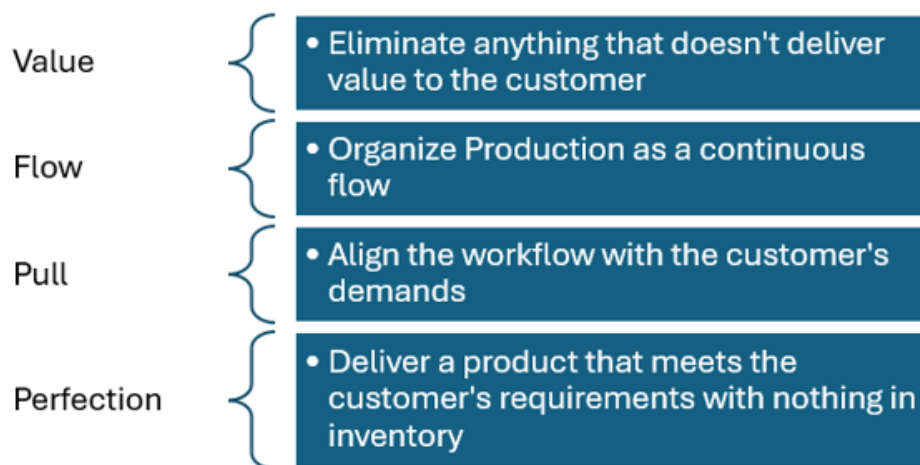 Value
• Eliminate anything that doesn't deliver
value to the customer
Flow
• Organize Production as a continuous
flow
Pull
• Align the workflow with the customer's
demands
Perfection
• Deliver a product that meets the
customer's requirements with nothing in
inventory